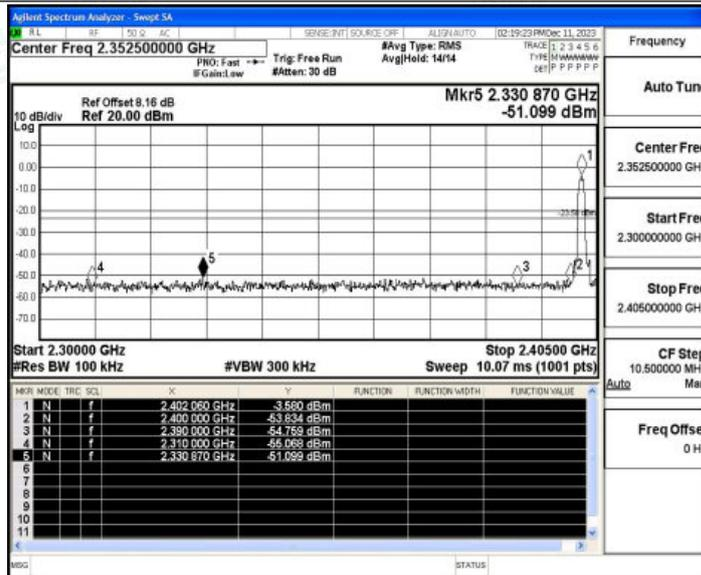 Agilent Spectrum Analyzer - Swept SA
RL RF 50 Ω AC SENSE:INT SOURCE OFF ALIGNAUTO 02:19:23 PM Dec 11, 2023
Center Freq 2.352500000 GHz
PNO: Fast
IFGain:Low
Trig: Free Run
#Atten: 30 dB
#Avg Type: RMS
Avg|Hold: 14/14
TRACE 1 2 3 4 5 6
TYPE M WWWWW
DET P P P P P P
Ref Offset 8.16 dB
10 dB/div Ref 20.00 dBm
Log
Mkr5 2.330 870 GHz
-51.099 dBm
10.0
0.00
-10.0
-20.0
-30.0
-40.0
-50.0
-60.0
-70.0
1
2
3
4
5
Start 2.30000 GHz Stop 2.40500 GHz
#Res BW 100 kHz #VBW 300 kHz Sweep 10.07 ms (1001 pts)
MKR MODE TRC SCL X Y FUNCTION FUNCTION WIDTH FUNCTION VALUE
1 N f 2.402 060 GHz -3.580 dBm
2 N f 2.400 000 GHz -53.834 dBm
3 N f 2.390 000 GHz -54.759 dBm
4 N f 2.310 000 GHz -55.068 dBm
5 N f 2.330 870 GHz -51.099 dBm
6
7
8
9
10
11
MSG STATUS
Frequency
Auto Tun
Center Fre
2.352500000 GH
Start Fre
2.300000000 GH
Stop Fre
2.405000000 GH
CF Step
10.500000 MH
Auto Ma
Freq Offse
0 H